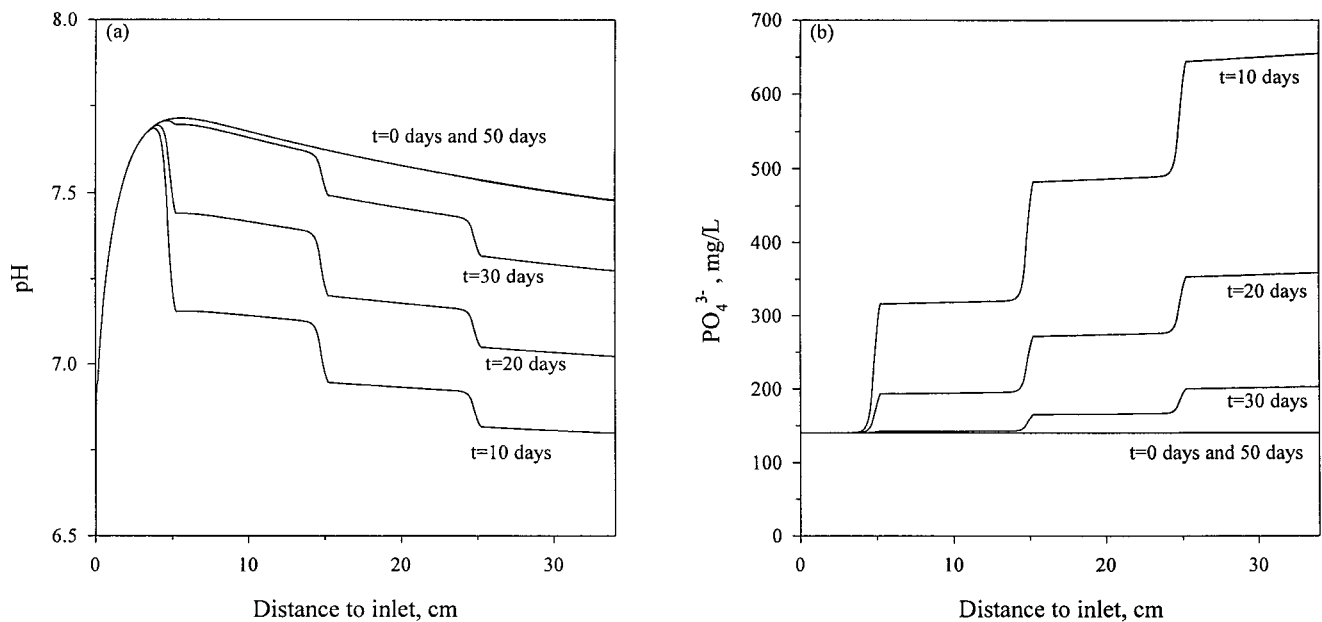 (a)
8.0
7.5
7.0
6.5
pH
t=0 days and 50 days
t=30 days
t=20 days
t=10 days
0
10
20
30
Distance to inlet, cm
(b)
700
600
500
400
300
200
100
0
PO₄³⁻, mg/L
t=10 days
t=20 days
t=30 days
t=0 days and 50 days
0
10
20
30
Distance to inlet, cm